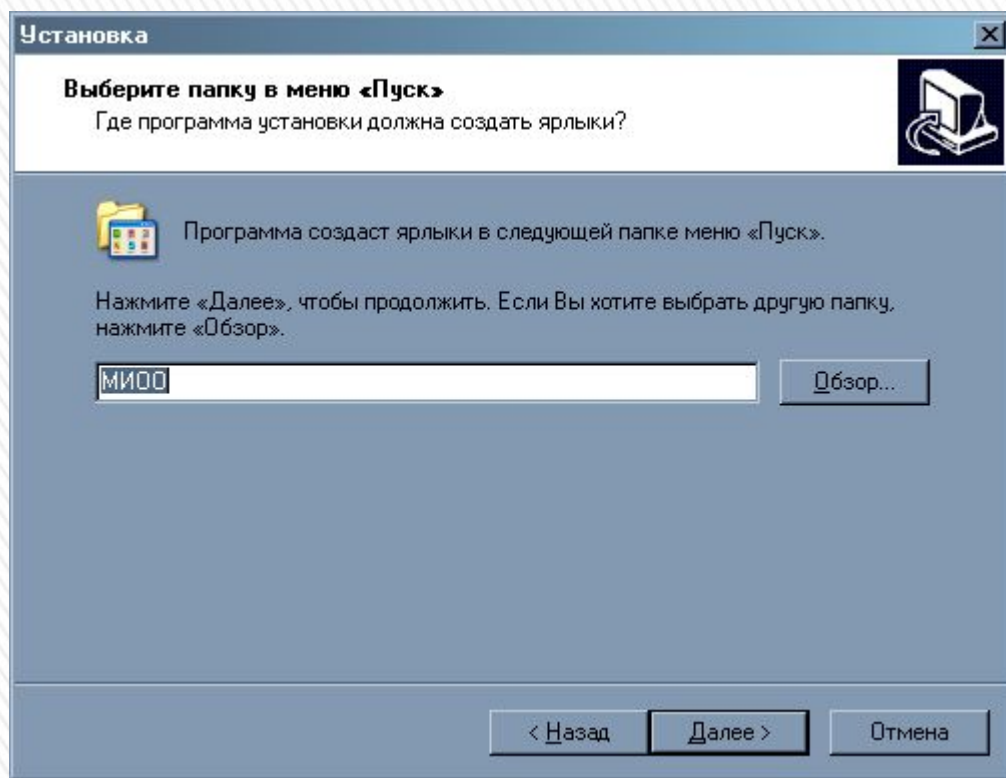 Установка
Выберите папку в меню «Пуск»
Где программа установки должна создать ярлыки?
Программа создаст ярлыки в следующей папке меню «Пуск».
Нажмите «Далее», чтобы продолжить. Если Вы хотите выбрать другую папку,
нажмите «Обзор».
МИОО
Обзор...
< Назад
Далее >
Отмена